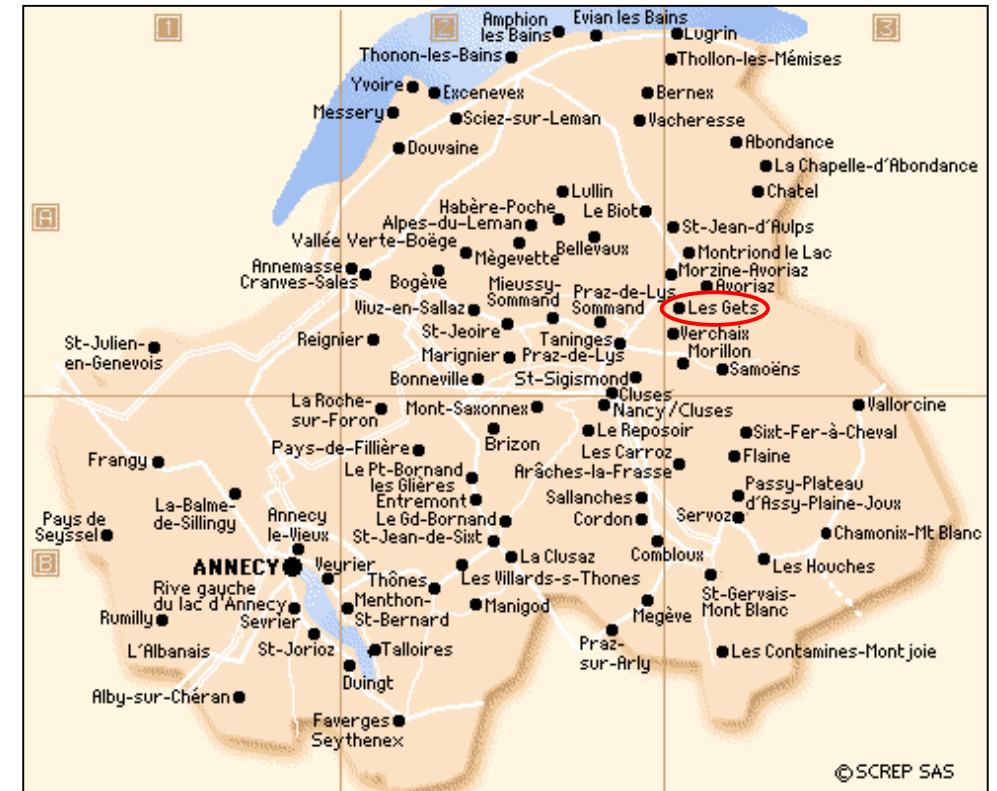 1
2
3
Amphion
les Bains
Evian les Bains
Lugrin
Thonon-les-Bains
Thollon-les-Mémises
Yvoire
Excenevex
Bernex
Messery
Sciez-sur-Leman
Vacheresse
Douvaine
Abondance
La Chapelle-d'Abondance
Lullin
Chatel
A
Habère-Poche
Le Biot
Alpes-du-Leman
St-Jean-d'Aulps
Vallée Verte-Boëge
Mègevette
Bellevaux
Montriond le Lac
Annemasse
Cranves-Sales
Bogève
Mieussy-
Sommand
Praz-de-Lys
Sommand
Morzine-Avoriaz
Avoriaz
Viuz-en-Sallaz
Les Gets
St-Julien-
en-Genevois
Reignier
St-Jeoire
Taninges
Praz-de-Lys
Verchaix
Marignier
Morillon
Samoëns
Bonneville
St-Sigismond
Cluses
La Roche-
sur-Foron
Mont-Saxonnex
Nancy/Cluses
Vallorcine
Brizon
Le Reposoir
Sixt-Fer-à-Cheval
Frangy
Pays-de-Fillière
Les Carroz
Arâches-la-Frasse
Flaine
Le Pt-Bornand
les Glières
La-Balme-
de-Sillingy
Entremont
Sallanches
Passy-Plateau
d'Assy-Plaine-Joux
Pays de
Seyssel
Annecy
le-Vieux
Le Gd-Bornand
Cordon
Servoz
St-Jean-de-Sixt
Chamonix-Mt Blanc
B
ANNECY
Veyrier
La Clusaz
Combloux
Les Houches
Thônes
Les Villards-s-Thones
Rive gauche
du lac d'Annecy
Menthon-
St-Bernard
Manigod
St-Gervais-
Mont Blanc
Rumilly
Sevrier
Megève
L'Albanais
St-Jorioz
Talloires
Praz-
sur-Arly
Les Contamines-Montjoie
Duingt
Alby-sur-Chéran
Faverges
Seythenex
©SCREP SAS